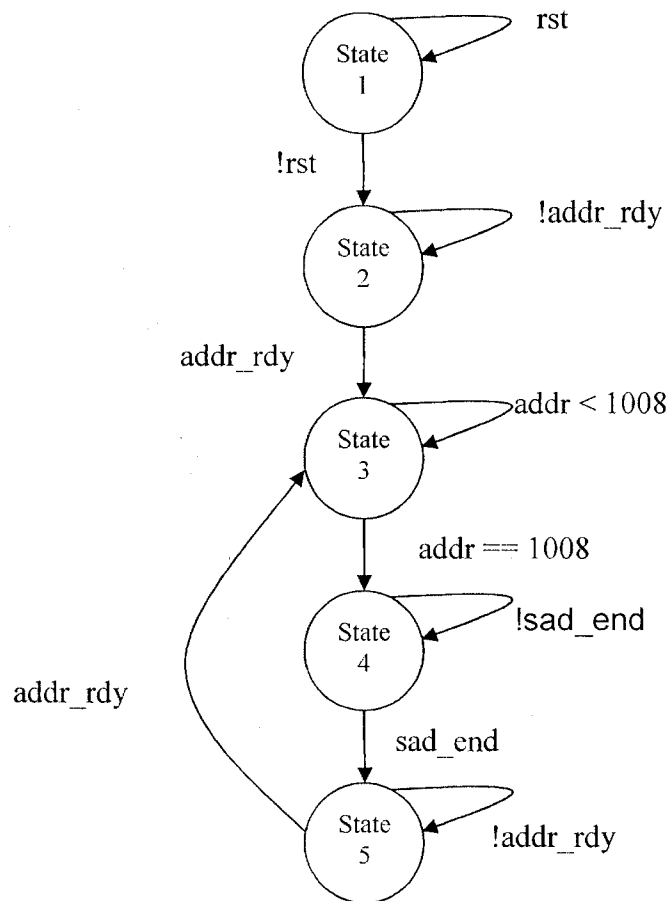 rst
State
1
!rst
!addr_rdy
State
2
addr_rdy
addr < 1008
State
3
addr == 1008
!sad_end
State
4
addr_rdy
sad_end
State
5
!addr_rdy